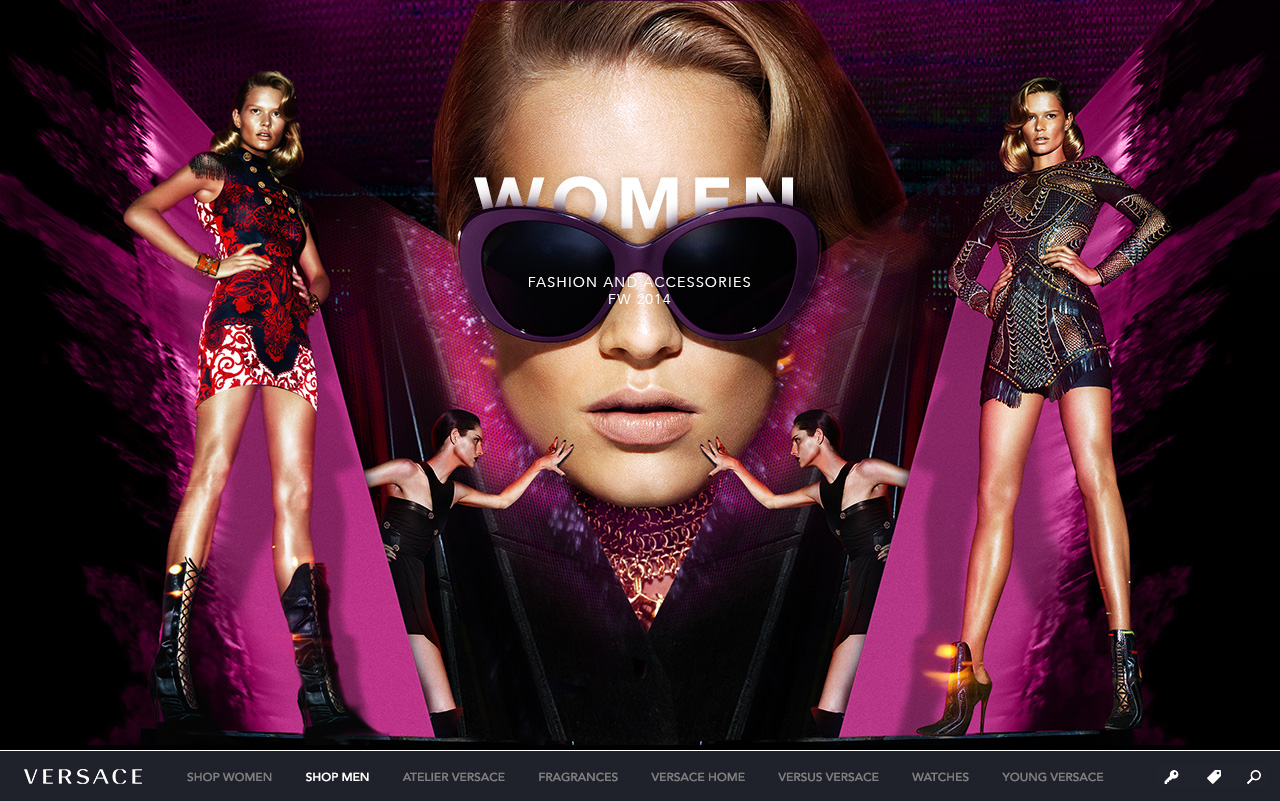 WOMEN
FASHION AND ACCESSORIES
FW 2014
VERSACE SHOP WOMEN SHOP MEN ATELIER VERSACE FRAGRANCES VERSACE HOME VERSUS VERSACE WATCHES YOUNG VERSACE